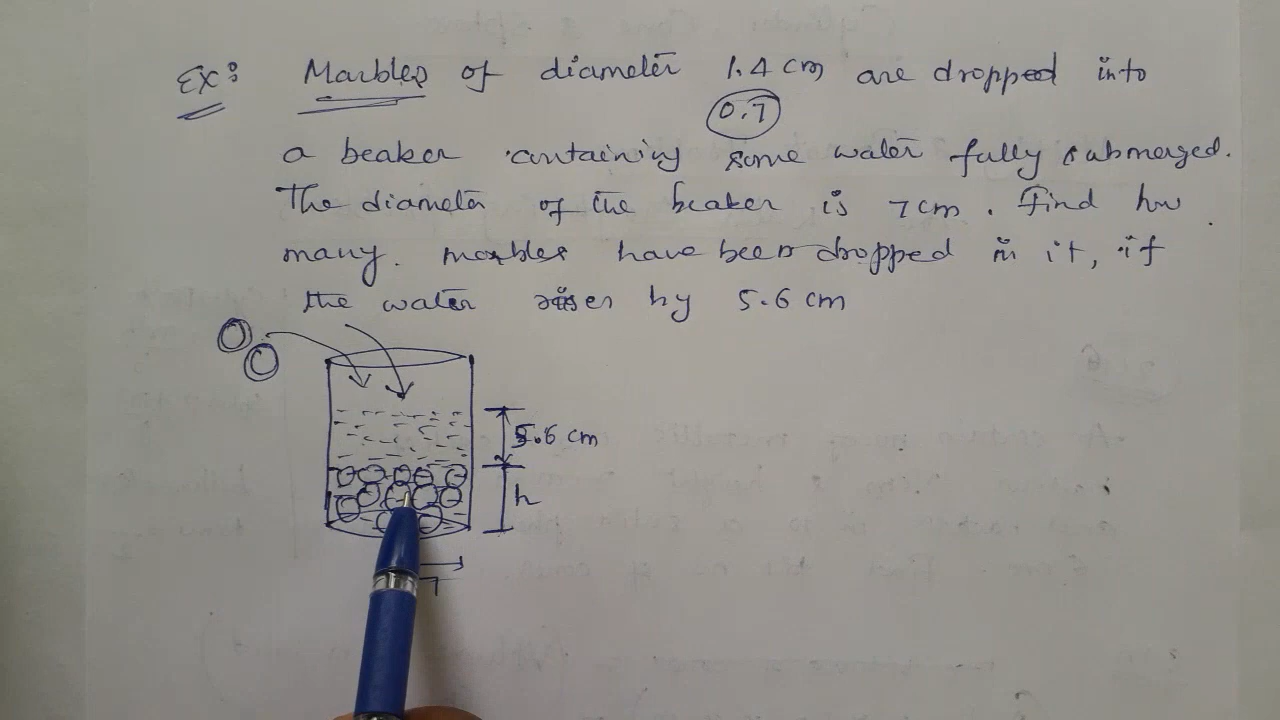 Ex: Marbles of diameter 1.4 cm are dropped into
0.7
a beaker containing some water fully submerged.
The diameter of the beaker is 7 cm. Find how
many. marbles have been dropped in it, if
the water rises by 5.6 cm
5.6 cm
h
7